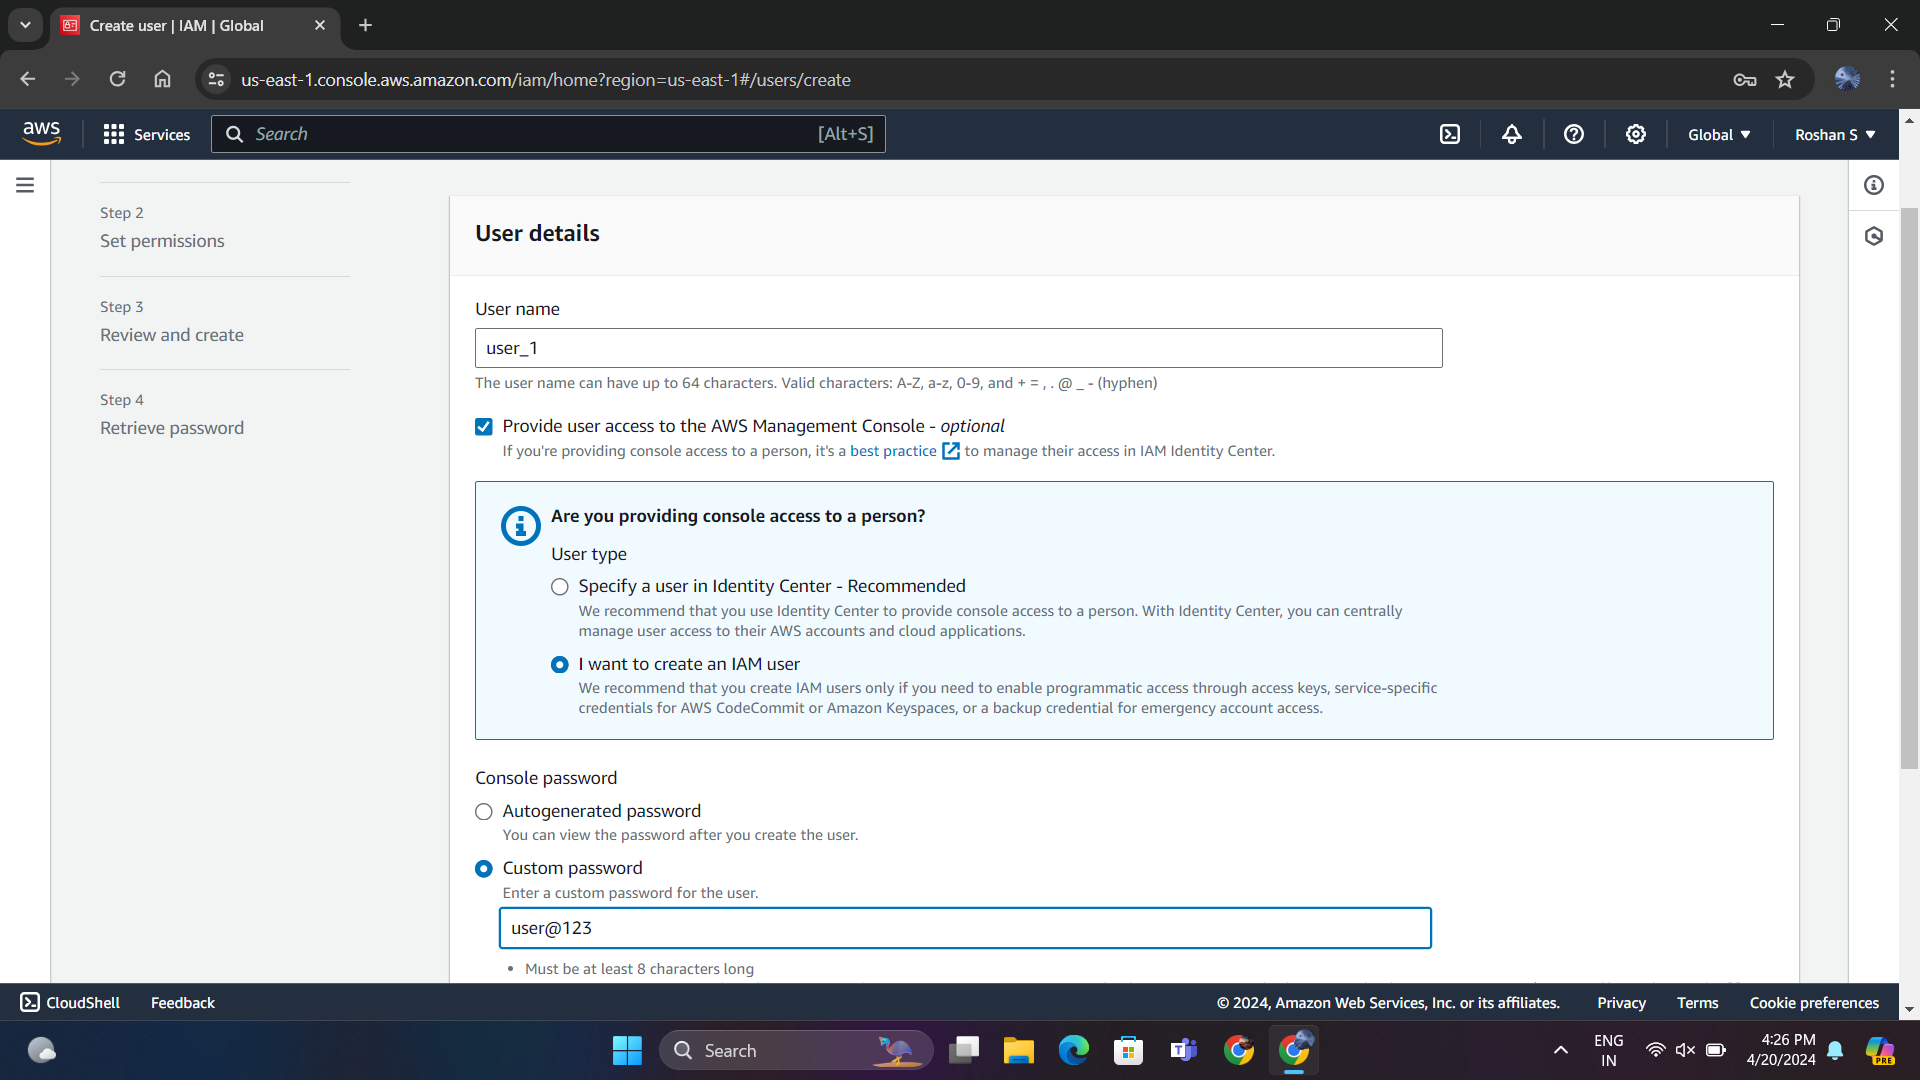 Create user | IAM | Global
us-east-1.console.aws.amazon.com/iam/home?region=us-east-1#/users/create
aws
Services
Search
[Alt+S]
Global
Roshan S
Step 2
Set permissions
Step 3
Review and create
Step 4
Retrieve password
User details
User name
user_1
The user name can have up to 64 characters. Valid characters: A-Z, a-z, 0-9, and + = , . @ _ - (hyphen)
Provide user access to the AWS Management Console - optional
If you're providing console access to a person, it's a best practice to manage their access in IAM Identity Center.
Are you providing console access to a person?
User type
Specify a user in Identity Center - Recommended
We recommend that you use Identity Center to provide console access to a person. With Identity Center, you can centrally
manage user access to their AWS accounts and cloud applications.
I want to create an IAM user
We recommend that you create IAM users only if you need to enable programmatic access through access keys, service-specific
credentials for AWS CodeCommit or Amazon Keyspaces, or a backup credential for emergency account access.
Console password
Autogenerated password
You can view the password after you create the user.
Custom password
Enter a custom password for the user.
user@123
• Must be at least 8 characters long
CloudShell
Feedback
© 2024, Amazon Web Services, Inc. or its affiliates.
Privacy
Terms
Cookie preferences
Search
ENG
IN
4:26 PM
4/20/2024
PRE